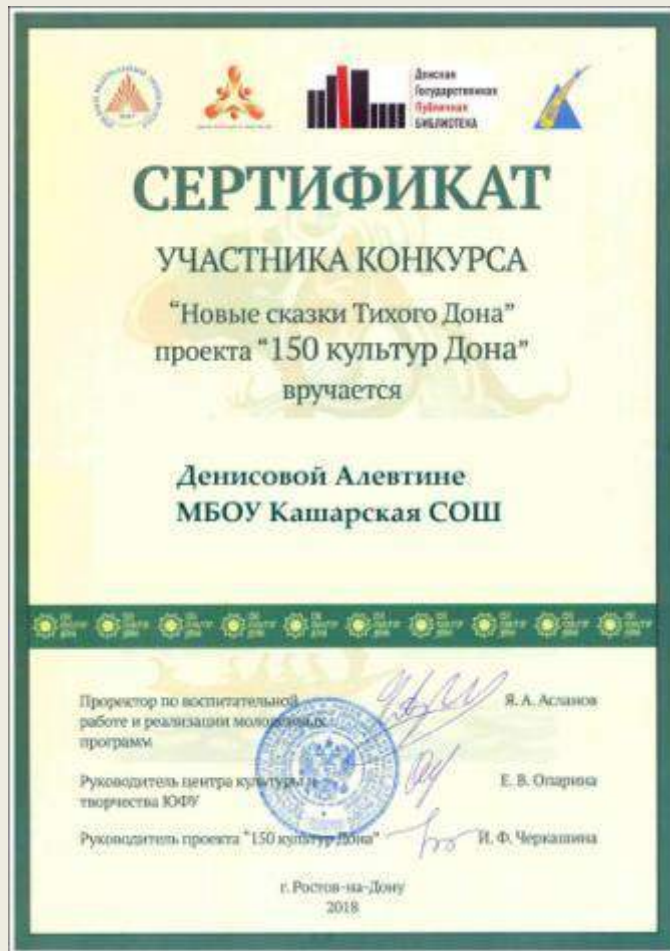 Донская
Государственная
Публичная
БИБЛИОТЕКА
СЕРТИФИКАТ
УЧАСТНИКА КОНКУРСА
“Новые сказки Тихого Дона”
проекта “150 культур Дона”
вручается
Денисовой Алевтине
МБОУ Кашарская СОШ
Проректор по воспитательной
работе и реализации молодежных
программ
Я. А. Асланов
Руководитель центра культуры и
творчества ЮФУ
Е. В. Опарина
Руководитель проекта “150 культур Дона”
И. Ф. Черкашина
г. Ростов-на-Дону
2018